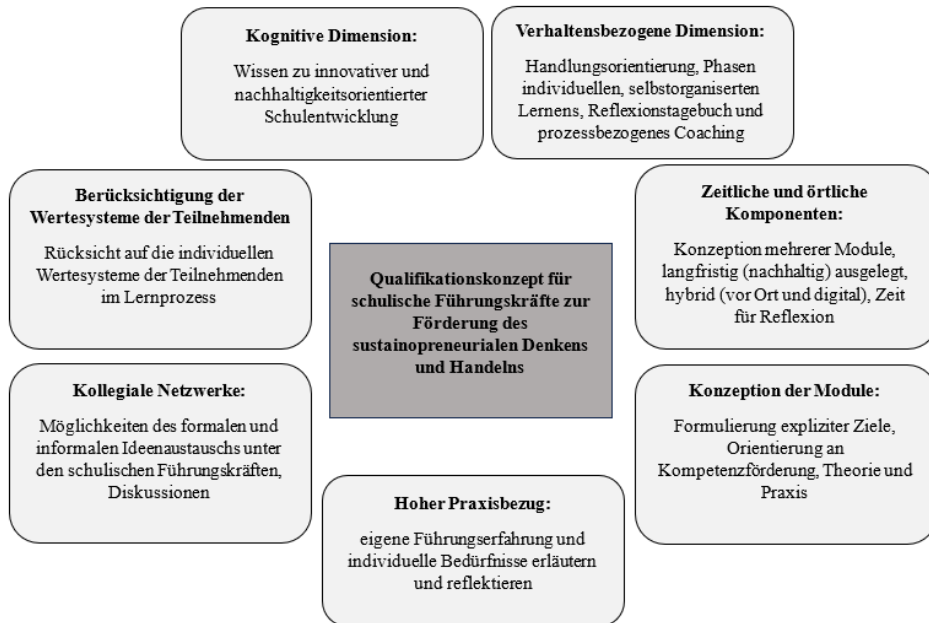 Kognitive Dimension:
Wissen zu innovativer und
nachhaltigkeitsorientierter
Schulentwicklung
Verhaltensbezogene Dimension:
Handlungsorientierung, Phasen
individuellen, selbstorganisierten
Lernens, Reflexionstagebuch und
prozessbezogenes Coaching
Berücksichtigung der
Wertesysteme der Teilnehmenden
Rücksicht auf die individuellen
Wertesysteme der Teilnehmenden
im Lernprozess
Qualifikationskonzept für
schulische Führungskräfte zur
Förderung des
sustainopreneurialen Denkens
und Handelns
Zeitliche und örtliche
Komponenten:
Konzeption mehrerer Module,
langfristig (nachhaltig) ausgelegt,
hybrid (vor Ort und digital), Zeit
für Reflexion
Kollegiale Netzwerke:
Möglichkeiten des formalen und
informalen Ideenaustauschs unter
den schulischen Führungskräften,
Diskussionen
Konzeption der Module:
Formulierung expliziter Ziele,
Orientierung an
Kompetenzförderung, Theorie und
Praxis
Hoher Praxisbezug:
eigene Führungserfahrung und
individuelle Bedürfnisse erläutern
und reflektieren